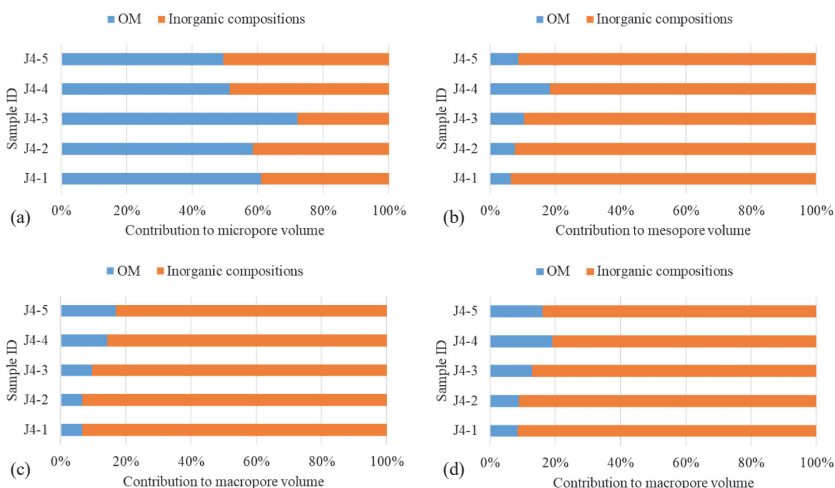 OM Inorganic compositions
J4-5
J4-4
J4-3
J4-2
J4-1
Sample ID
0% 20% 40% 60% 80% 100%
Contribution to micropore volume
(a)
OM Inorganic compositions
J4-5
J4-4
J4-3
J4-2
J4-1
Sample ID
0% 20% 40% 60% 80% 100%
Contribution to mesopore volume
(b)
OM Inorganic compositions
J4-5
J4-4
J4-3
J4-2
J4-1
Sample ID
0% 20% 40% 60% 80% 100%
Contribution to macropore volume
(c)
OM Inorganic compositions
J4-5
J4-4
J4-3
J4-2
J4-1
Sample ID
0% 20% 40% 60% 80% 100%
Contribution to macropore volume
(d)